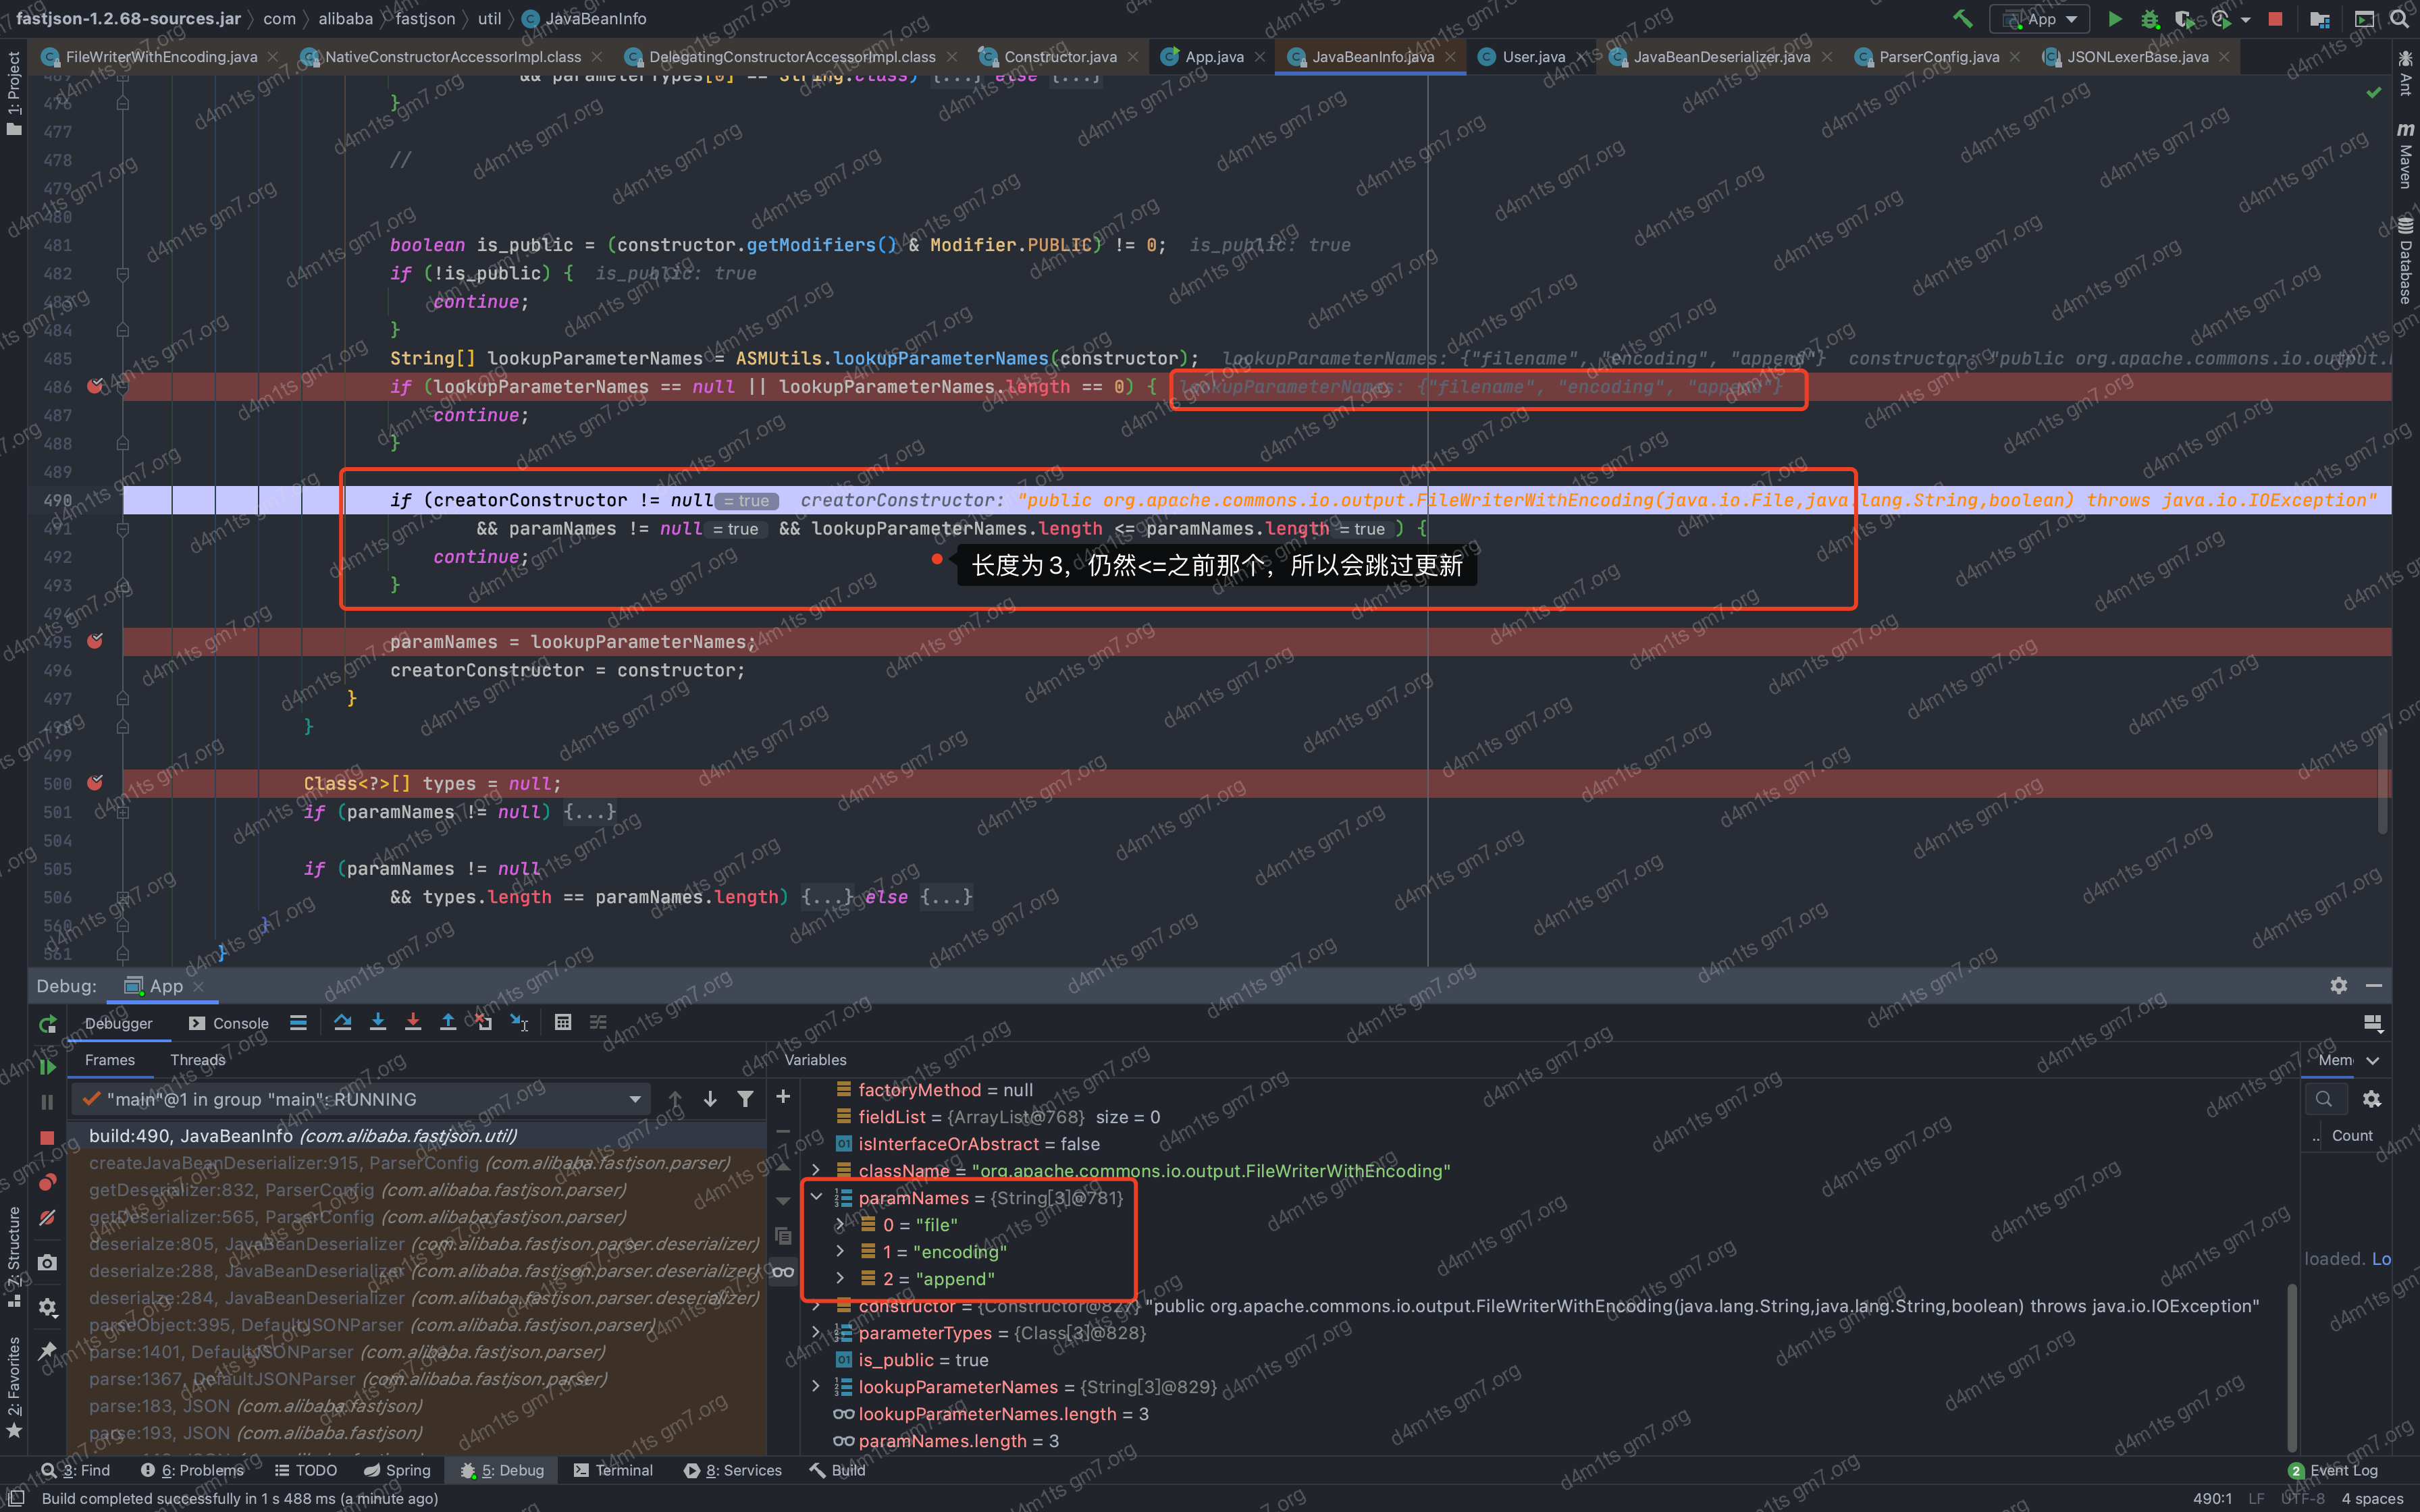 fastjson-1.2.68-sources.jar com alibaba fastjson util JavaBeanInfo App
FileWriterWithEncoding.java NativeConstructorAccessorImpl.class DelegatingConstructorAccessorImpl.class Constructor.java App.java JavaBeanInfo.java User.java JavaBeanDeserializer.java ParserConfig.java JSONLexerBase.java
&& parameterTypes[0] == String.class) {...} else {...}
476 }
477
478 //
479
480
481 boolean is_public = (constructor.getModifiers() & Modifier.PUBLIC) != 0; is_public: true
482 if (!is_public) { is_public: true
483 continue;
484 }
485 String[] lookupParameterNames = ASMUtils.lookupParameterNames(constructor); lookupParameterNames: {"filename", "encoding", "append"} constructor: "public org.apache.commons.io.output.
486 if (lookupParameterNames == null || lookupParameterNames.length == 0) { lookupParameterNames: {"filename", "encoding", "append"}
487 continue;
488 }
489
490 if (creatorConstructor != null = true creatorConstructor: "public org.apache.commons.io.output.FileWriterWithEncoding(java.io.File,java.lang.String,boolean) throws java.io.IOException"
491 && paramNames != null = true && lookupParameterNames.length <= paramNames.length = true ) {
492 continue;
长度为3，仍然<=之前那个，所以会跳过更新
493 }
494
495 paramNames = lookupParameterNames;
496 creatorConstructor = constructor;
497 }
498 }
499
500 Class<?>[] types = null;
501 if (paramNames != null) {...}
504
505 if (paramNames != null
506 && types.length == paramNames.length) {...} else {...}
560 }
561 }
1: Project
7: Structure
2: Favorites
Ant
Maven
Database
Debug: App
Debugger Console
Frames Threads Variables Mem
"main"@1 in group "main": RUNNING
build:490, JavaBeanInfo (com.alibaba.fastjson.util)
createJavaBeanDeserializer:915, ParserConfig (com.alibaba.fastjson.parser)
getDeserializer:832, ParserConfig (com.alibaba.fastjson.parser)
getDeserializer:565, ParserConfig (com.alibaba.fastjson.parser)
deserialze:805, JavaBeanDeserializer (com.alibaba.fastjson.parser.deserializer)
deserialze:288, JavaBeanDeserializer (com.alibaba.fastjson.parser.deserializer)
deserialze:284, JavaBeanDeserializer (com.alibaba.fastjson.parser.deserializer)
parseObject:395, DefaultJSONParser (com.alibaba.fastjson.parser)
parse:1401, DefaultJSONParser (com.alibaba.fastjson.parser)
parse:1367, DefaultJSONParser (com.alibaba.fastjson.parser)
parse:183, JSON (com.alibaba.fastjson)
parse:193, JSON (com.alibaba.fastjson)
factoryMethod = null
fieldList = {ArrayList@768} size = 0
isInterfaceOrAbstract = false
className = "org.apache.commons.io.output.FileWriterWithEncoding"
paramNames = {String[3]@781}
0 = "file"
1 = "encoding"
2 = "append"
constructor = {Constructor@827} "public org.apache.commons.io.output.FileWriterWithEncoding(java.lang.String,java.lang.String,boolean) throws java.io.IOException"
parameterTypes = {Class[3]@828}
is_public = true
lookupParameterNames = {String[3]@829}
lookupParameterNames.length = 3
paramNames.length = 3
.. Count
loaded. Lo
3: Find 6: Problems TODO Spring 5: Debug Terminal 8: Services Build 2 Event Log
Build completed successfully in 1 s 488 ms (a minute ago) 490:1 LF UTF-8 4 spaces
d4m1ts gm7.org